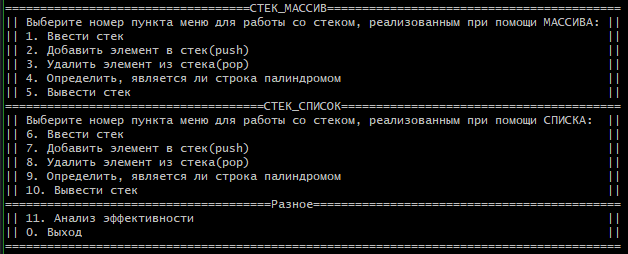 ===================================СТЕК_МАССИВ==========================================
|| Выберите номер пункта меню для работы со стеком, реализованным при помощи МАССИВА: ||
|| 1. Ввести стек ||
|| 2. Добавить элемент в стек(push) ||
|| 3. Удалить элемент из стека(pop) ||
|| 4. Определить, является ли строка палиндромом ||
|| 5. Вывести стек ||
=====================================СТЕК_СПИСОК========================================
|| Выберите номер пункта меню для работы со стеком, реализованным при помощи СПИСКА: ||
|| 6. Ввести стек ||
|| 7. Добавить элемент в стек(push) ||
|| 8. Удалить элемент из стека(pop) ||
|| 9. Определить, является ли строка палиндромом ||
|| 10. Вывести стек ||
======================================Разное============================================
|| 11. Анализ эффективности ||
|| 0. Выход ||
========================================================================================